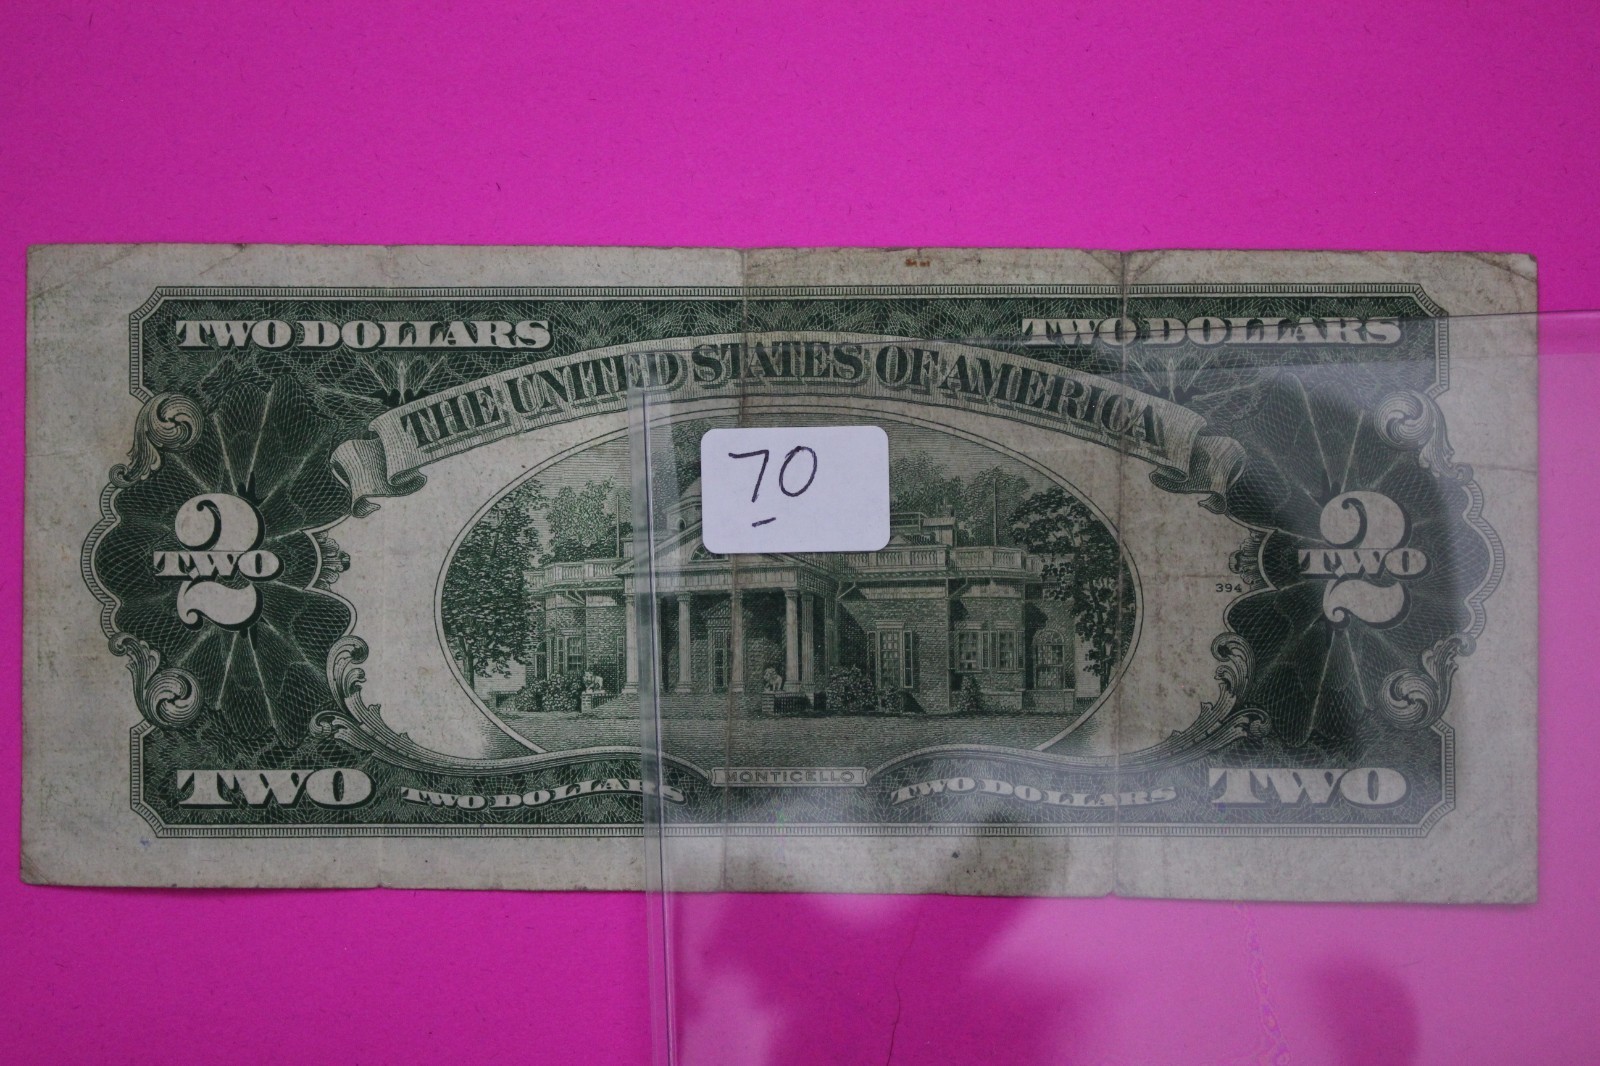 TWO DOLLARS TWO DOLLARS
THE UNITED STATES OF AMERICA
70
2 2
TWO TWO
394
MONTICELLO
TWO TWO DOLLARS TWO DOLLARS TWO